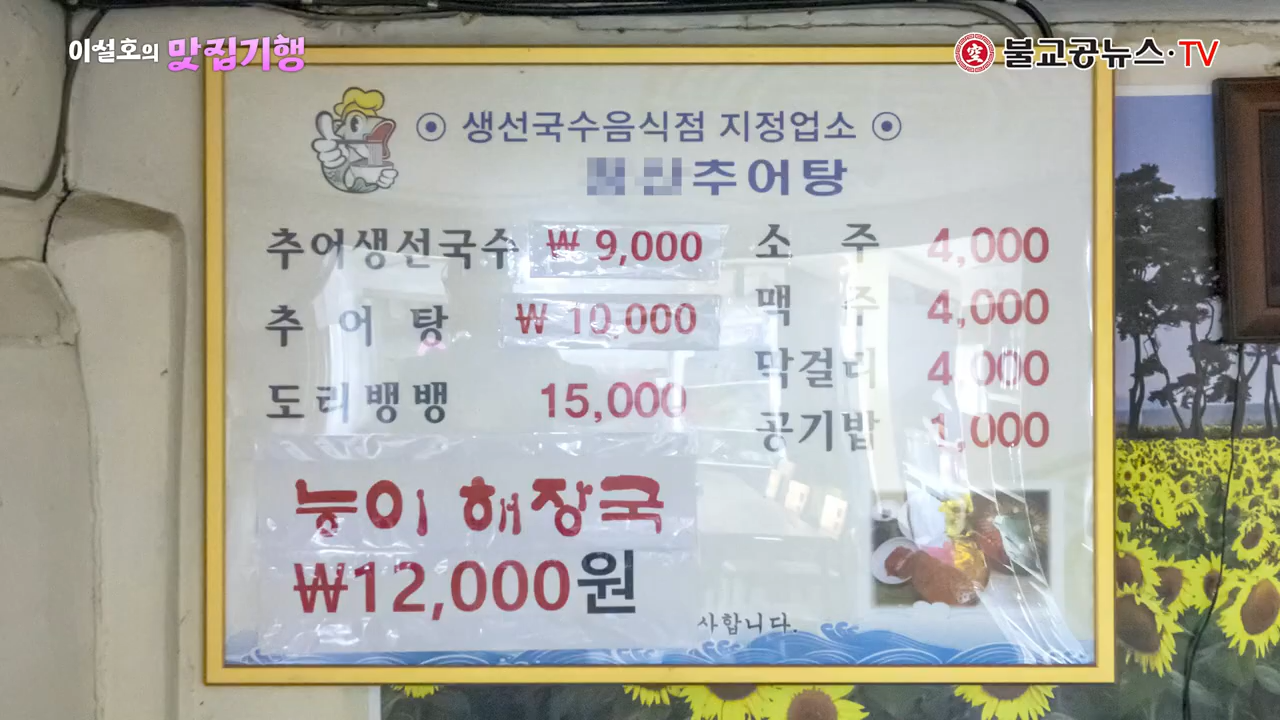 이설호의 맛집기행
불교공뉴스·TV
생선국수음식점 지정업소
추어탕
추어생선국수 ₩ 9,000
추어탕 ₩ 10,000
도리뱅뱅 15,000
능이 해장국
₩12,000원
소주 4,000
맥주 4,000
막걸리 4,000
공기밥 1,000
사합니다.